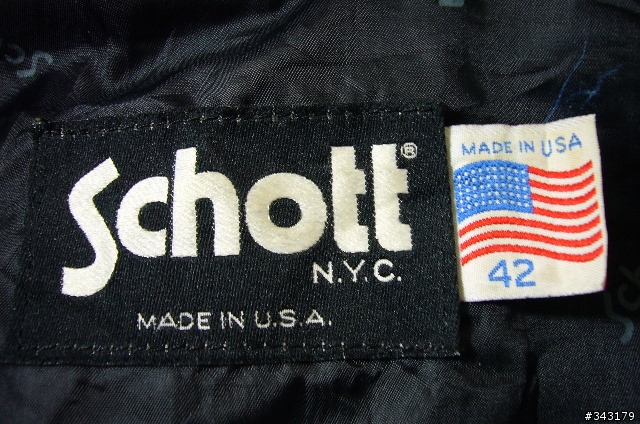 Schott®
N.Y.C.
MADE IN U.S.A.
MADE IN USA
42
#343179